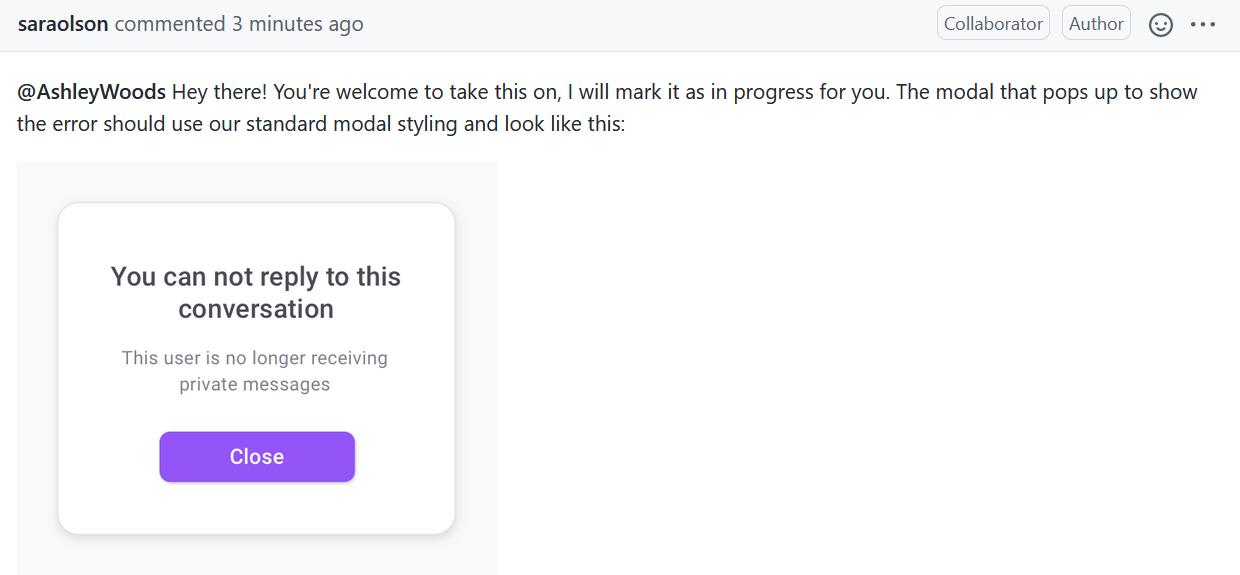 saraolson commented 3 minutes ago Collaborator Author
@AshleyWoods Hey there! You're welcome to take this on, I will mark it as in progress for you. The modal that pops up to show
the error should use our standard modal styling and look like this:
You can not reply to this
conversation
This user is no longer receiving
private messages
Close